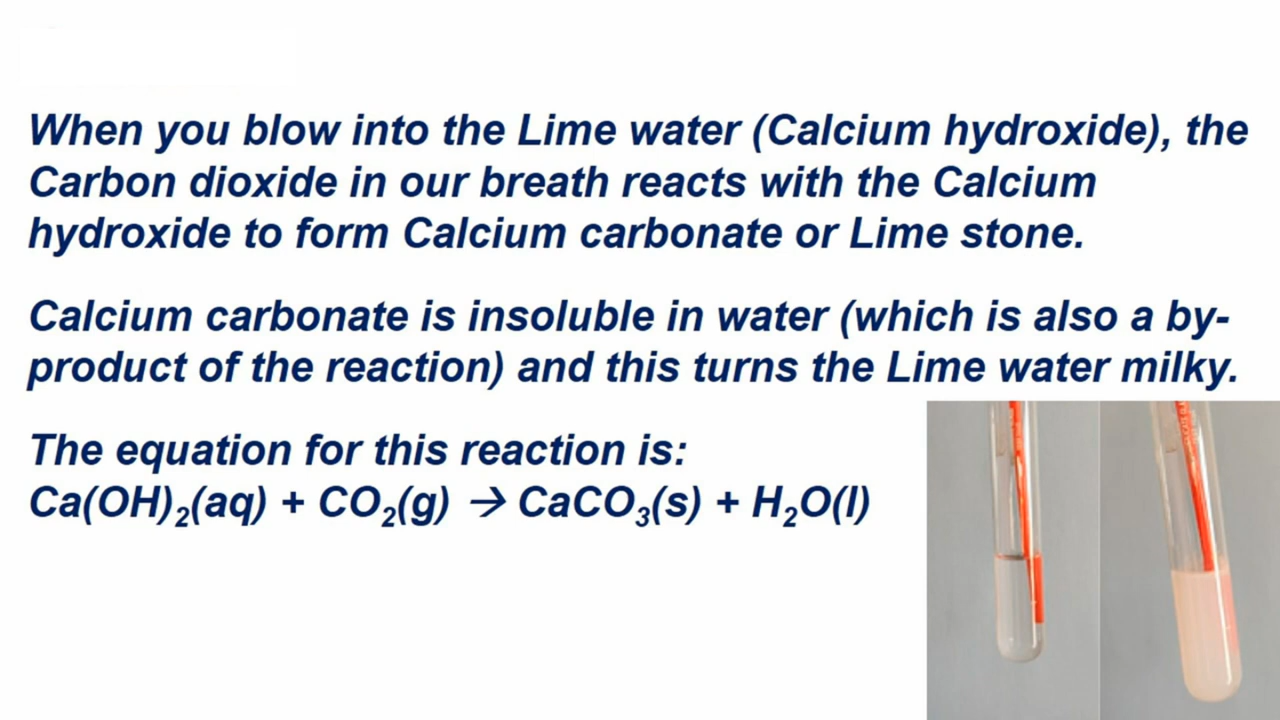 When you blow into the Lime water (Calcium hydroxide), the
Carbon dioxide in our breath reacts with the Calcium
hydroxide to form Calcium carbonate or Lime stone.
Calcium carbonate is insoluble in water (which is also a by-
product of the reaction) and this turns the Lime water milky.
The equation for this reaction is:
Ca(OH)₂(aq) + CO₂(g) → CaCO₃(s) + H₂O(l)